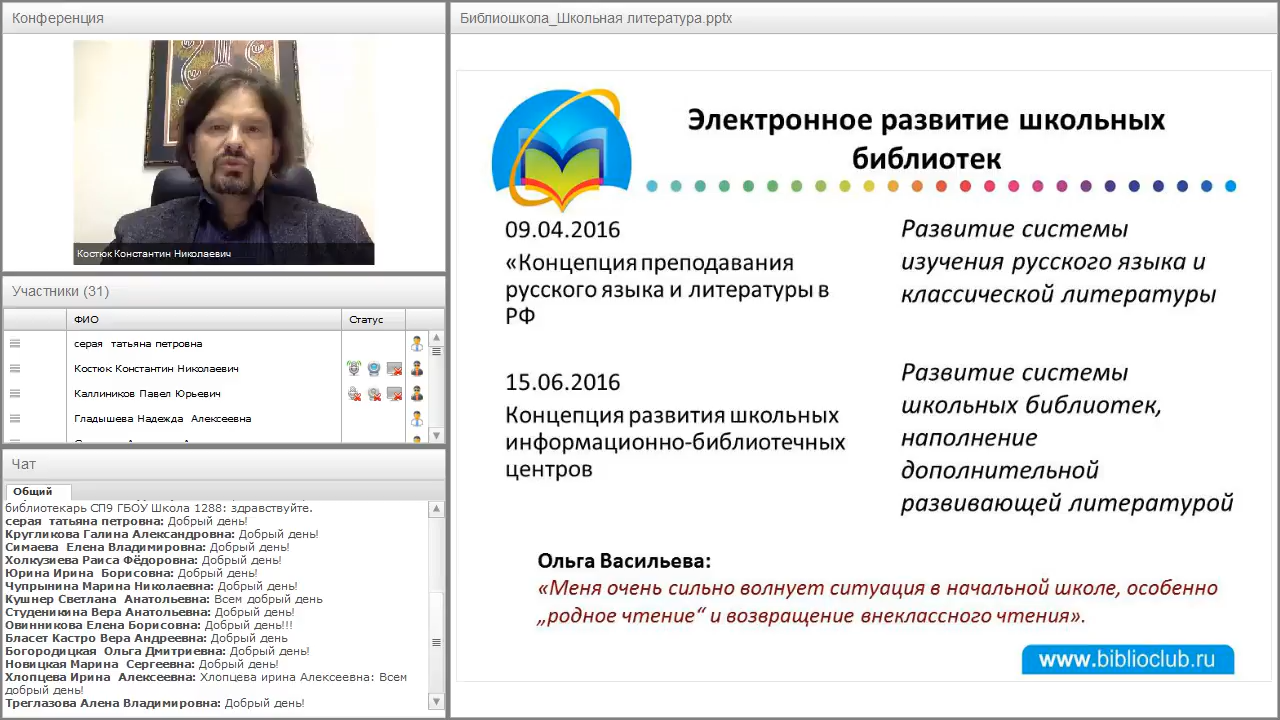 Конференция
Костюк Константин Николаевич
Участники (31)
ФИО
Статус
серая татьяна петровна
Костюк Константин Николаевич
Каллиников Павел Юрьевич
Гладышева Надежда Алексеевна
Чат
Общий
библиотекарь СП9 ГБОУ Школа 1288: здравствуйте.
серая татьяна петровна: Добрый день!
Кругликова Галина Александровна: Добрый день!
Симаева Елена Владимировна: Добрый день!
Холкузиева Раиса Фёдоровна: Добрый день!
Юрина Ирина Борисовна: Добрый день!
Чупрынина Марина Николаевна: Добрый день!
Кушнер Светлана Анатольевна: Всем добрый день
Студеникина Вера Анатольевна: Добрый день!
Овинникова Елена Борисовна: Добрый день!!!
Бласет Кастро Вера Андреевна: Добрый день
Богородицкая Ольга Дмитриевна: Добрый день!
Новицкая Марина Сергеевна: Добрый день!
Хлопцева Ирина Алексеевна: Хлопцева ирина Алексеевна: Всем
добрый день!
Треглазова Алена Владимировна: Добрый день!
Библиошкола_Школьная литература.pptx
Электронное развитие школьных
библиотек
09.04.2016
«Концепция преподавания
русского языка и литературы в
РФ
Развитие системы
изучения русского языка и
классической литературы
15.06.2016
Концепция развития школьных
информационно-библиотечных
центров
Развитие системы
школьных библиотек,
наполнение
дополнительной
развивающей литературой
Ольга Васильева:
«Меня очень сильно волнует ситуация в начальной школе, особенно
„родное чтение“ и возвращение внеклассного чтения».
www.biblioclub.ru